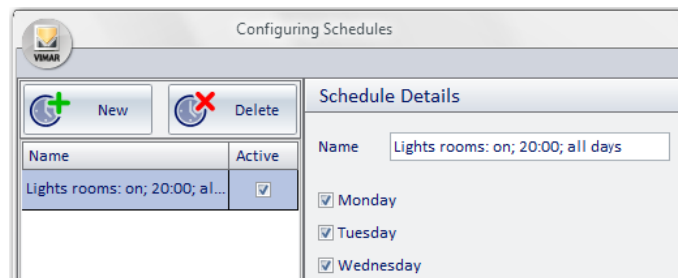 Configuring Schedules
VIMAR
New
Delete
Name
Active
Lights rooms: on; 20:00; al...
Schedule Details
Name
Lights rooms: on; 20:00; all days
Monday
Tuesday
Wednesday